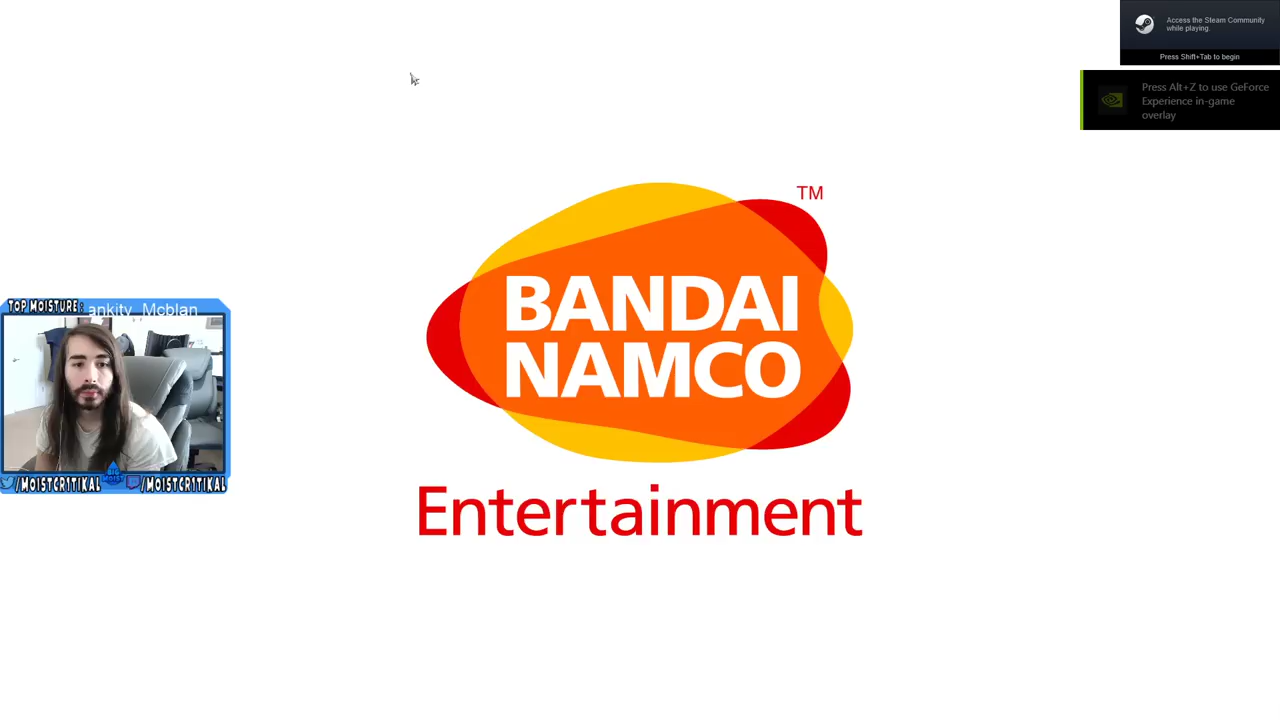 Access the Steam Community
while playing.
Press Shift+Tab to begin
Press Alt+Z to use GeForce
Experience in-game
overlay
TM
BANDAI
NAMCO
Entertainment
TOP MOISTURE:
ankity_Mcblan
/MOISTCR1TIKAL
/MOISTCR1TIKAL